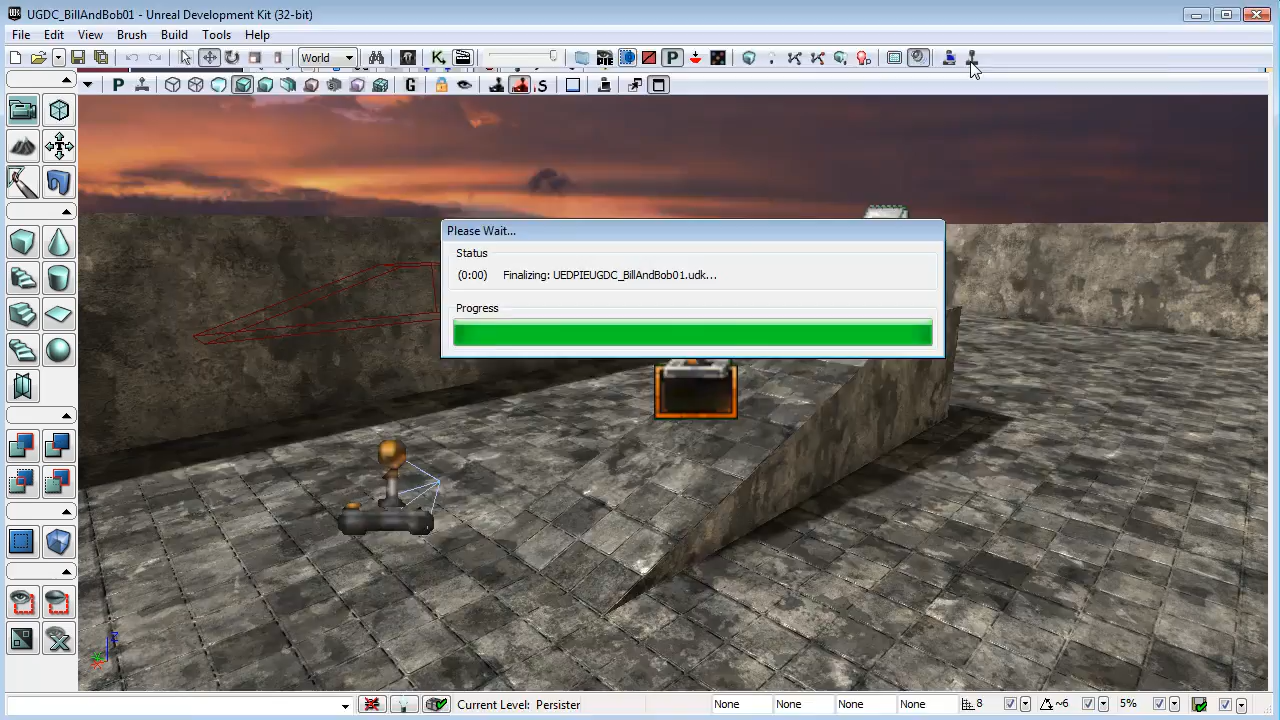 UGDC_BillAndBob01 - Unreal Development Kit (32-bit)
File Edit View Brush Build Tools Help
World
P
P G S
Please Wait...
Status
(0:00) Finalizing: UEDPIEUGDC_BillAndBob01.udk...
Progress
Z
Current Level: Persister None None None None 8 ~6 5%